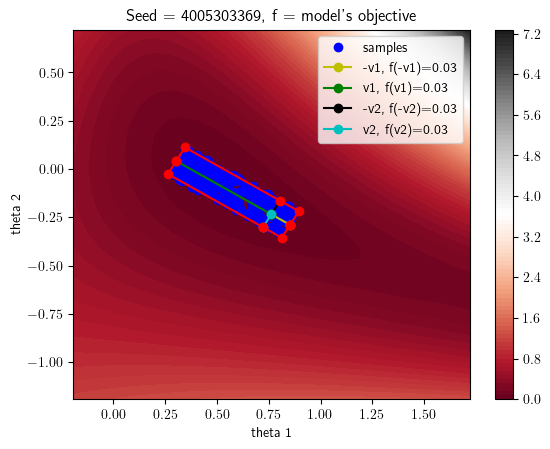 Seed = 4005303369, f = model's objective
samples
-v1, f(-v1)=0.03
v1, f(v1)=0.03
-v2, f(-v2)=0.03
v2, f(v2)=0.03
0.50
0.25
0.00
−0.25
−0.50
−0.75
−1.00
theta 2
0.00 0.25 0.50 0.75 1.00 1.25 1.50
theta 1
7.2
6.4
5.6
4.8
4.0
3.2
2.4
1.6
0.8
0.0